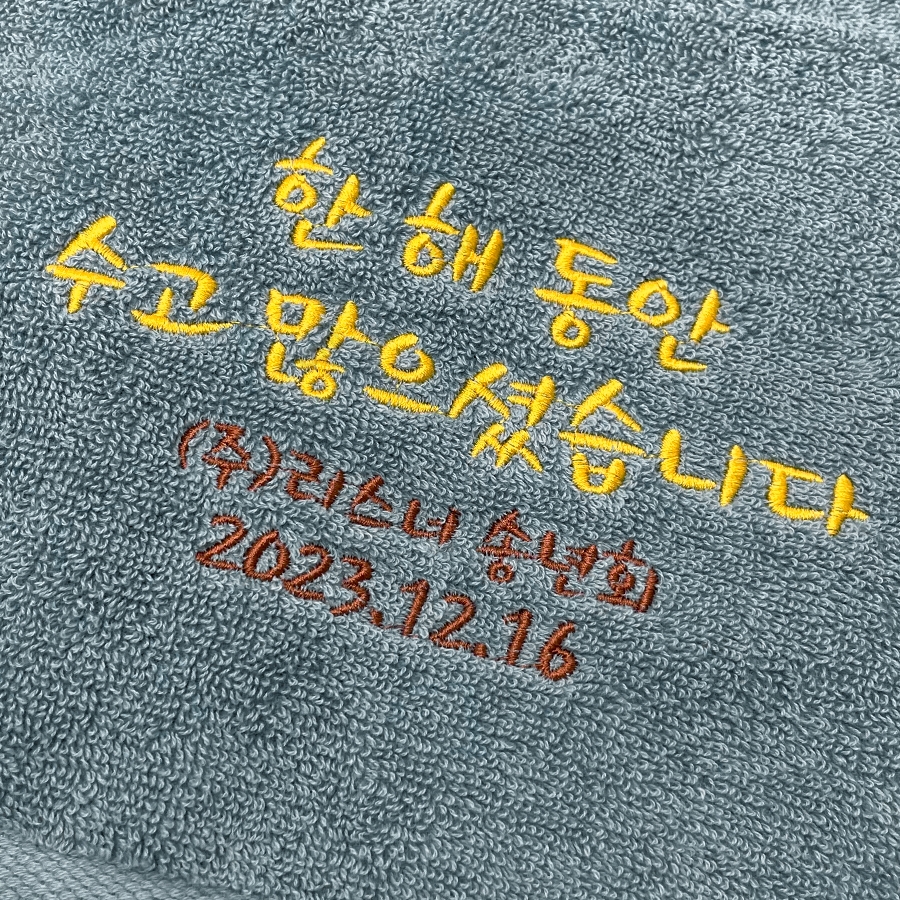 한 해 동안
수고 많으셨습니다
(주)리스너 송년회
2023.12.16